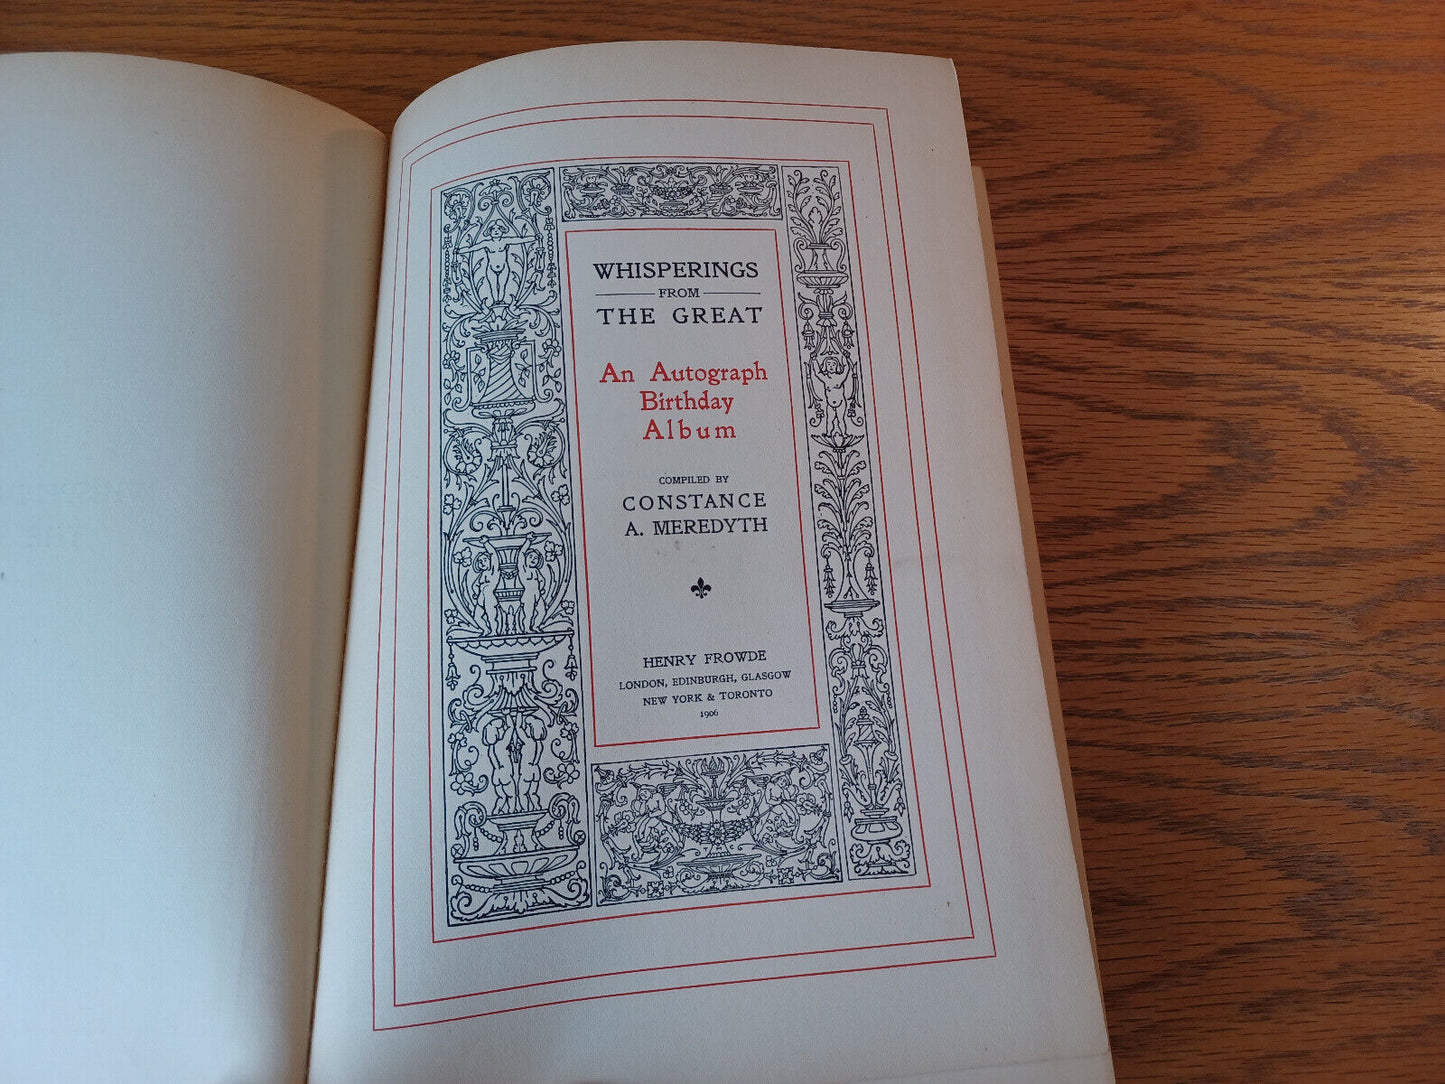 WHISPERINGS
FROM
THE GREAT
An Autograph
Birthday
Album
COMPILED BY
CONSTANCE
A. MEREDYTH
HENRY FROWDE
LONDON, EDINBURGH, GLASGOW
NEW YORK & TORONTO
1906